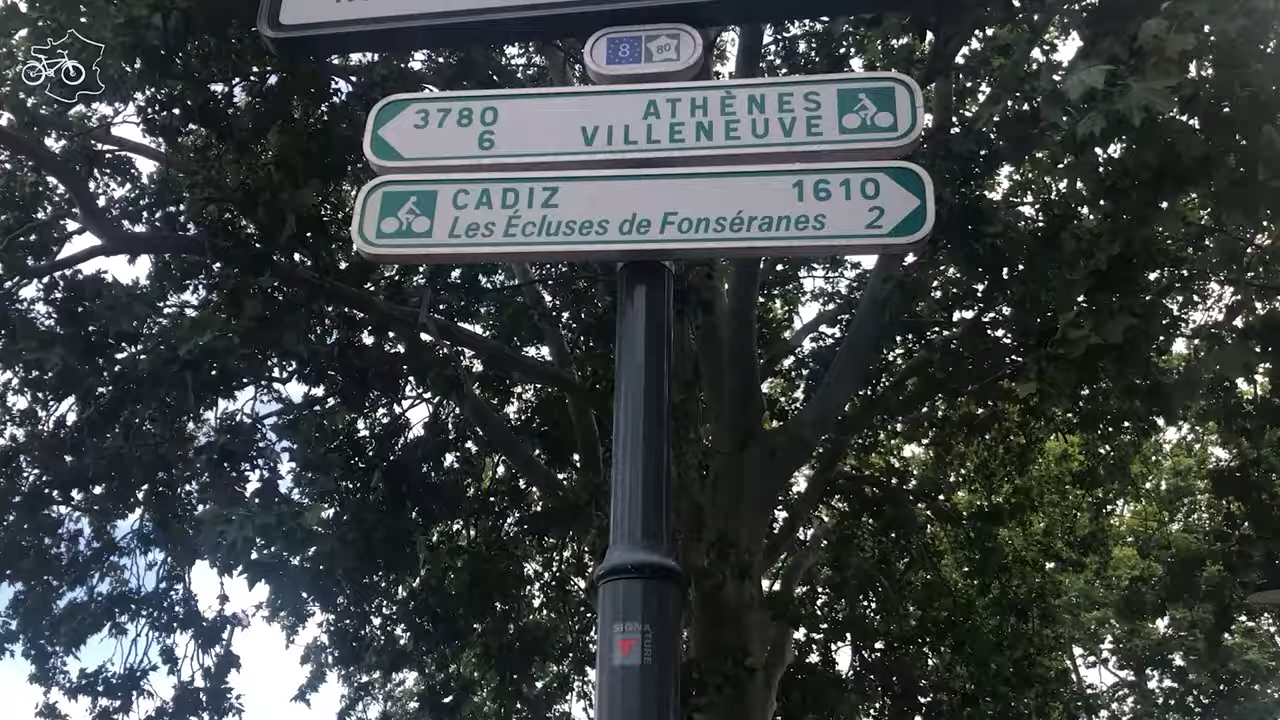 8 80
3780 ATHÈNES
6 VILLENEUVE
CADIZ 1610
Les Écluses de Fonséranes 2
SIGNATURE